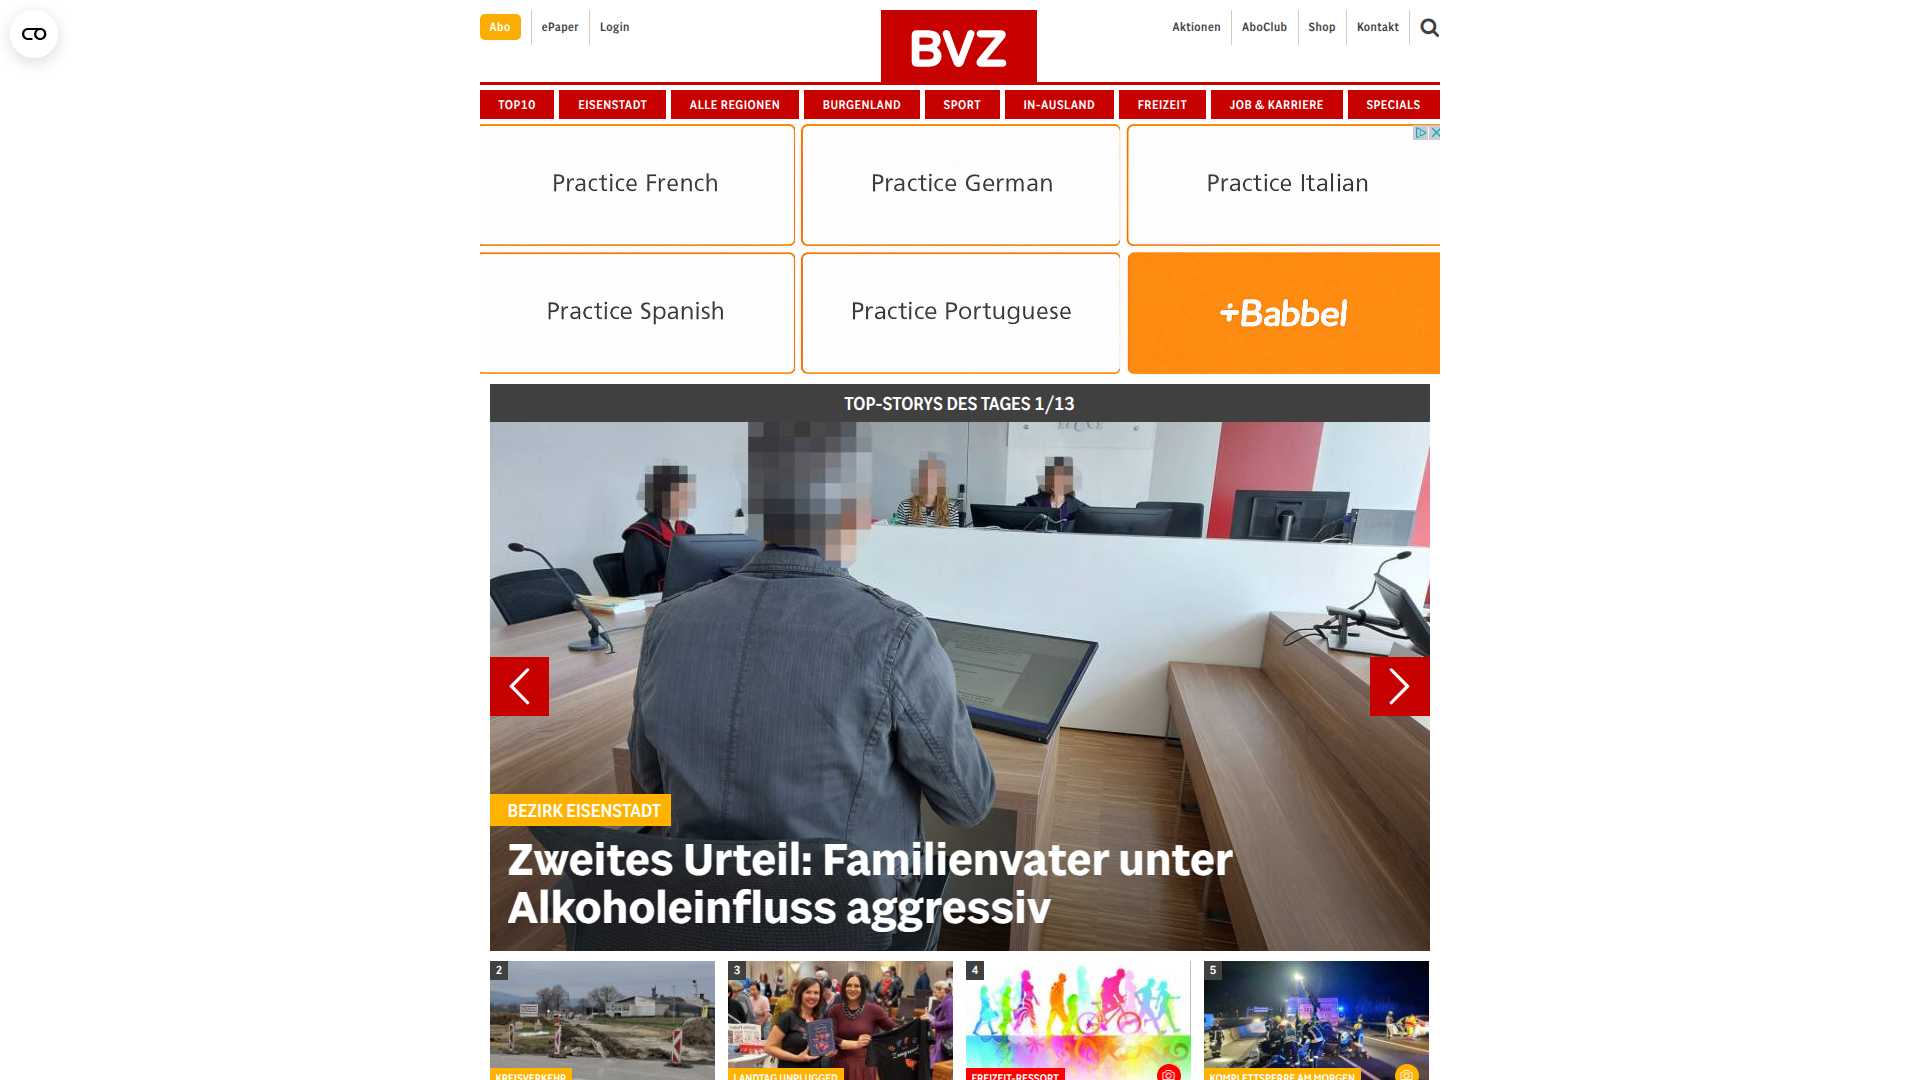 Abo
ePaper
Login
BVZ
Aktionen
AboClub
Shop
Kontakt
TOP10
EISENSTADT
ALLE REGIONEN
BURGENLAND
SPORT
IN-AUSLAND
FREIZEIT
JOB & KARRIERE
SPECIALS
Practice French
Practice German
Practice Italian
Practice Spanish
Practice Portuguese
+Babbel
TOP-STORYS DES TAGES 1/13
BEZIRK EISENSTADT
Zweites Urteil: Familienvater unter
Alkoholeinfluss aggressiv
2
3
4
5
KREISVERKEHR
LANDTAG UNPLUGGED
FREIZEIT-RESSORT
KOMPLETTSPERRE AM MORGEN